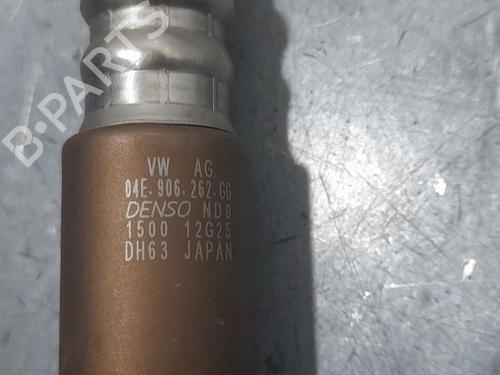 B-PARTS
VW AG
04E.906.262.GG
DENSO ND9
1500 12G25
DH63 JAPAN